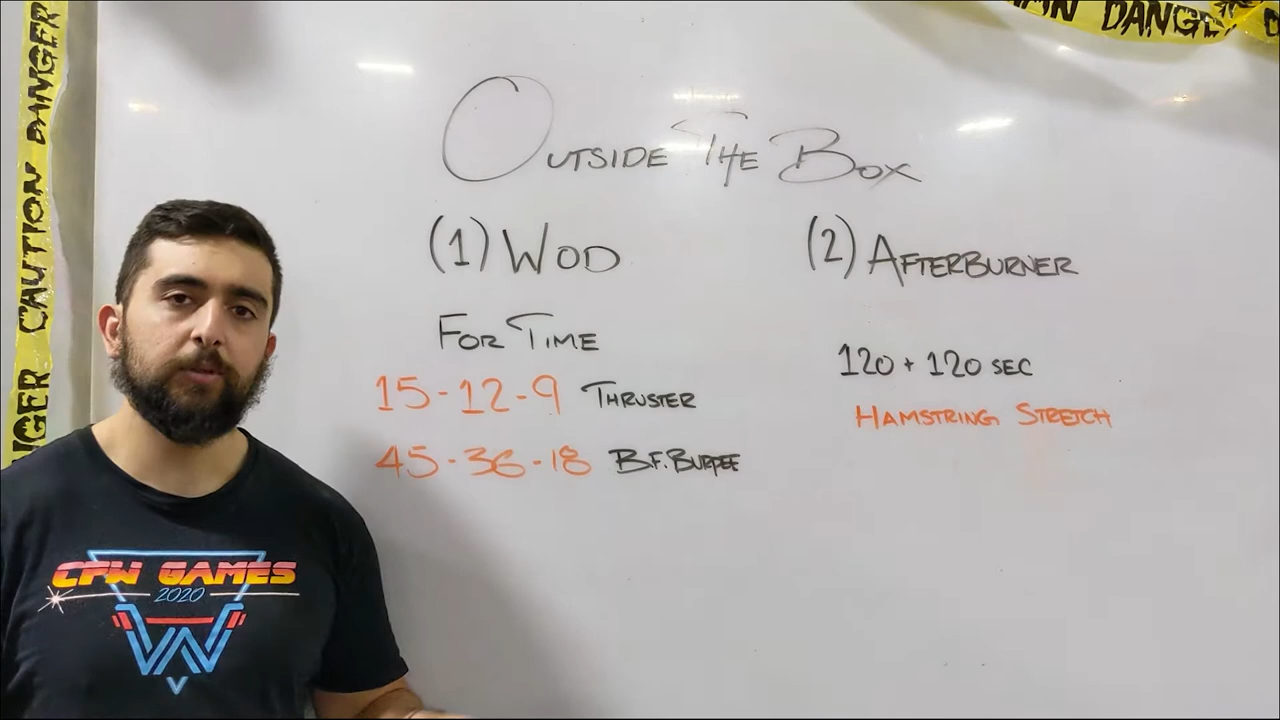 OUTSIDE THE BOX
(1) WOD
FOR TIME
15-12-9 THRUSTER
45-36-18 B.F.BURPEE
(2) AFTERBURNER
120 + 120 SEC
HAMSTRING STRETCH
CFW GAMES
2020
DANGER CAUTION DANGER
DANGER